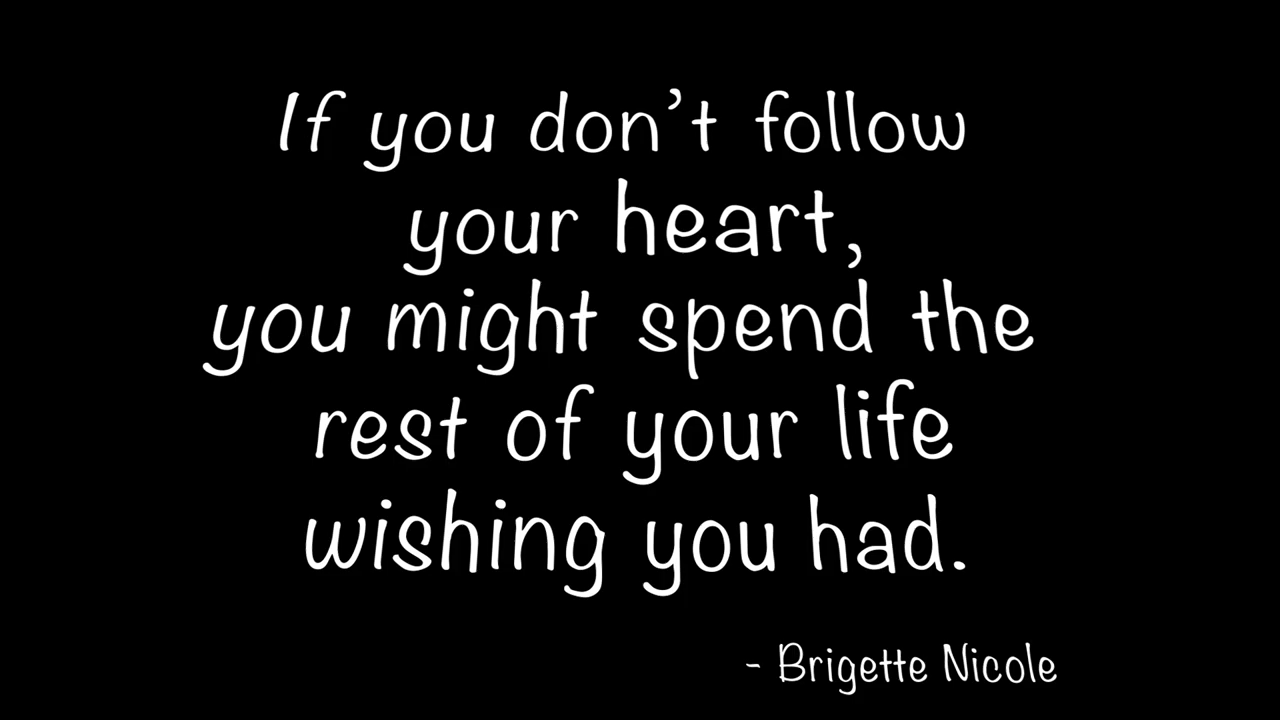 If you don't follow
your heart,
you might spend the
rest of your life
wishing you had.
- Brigette Nicole